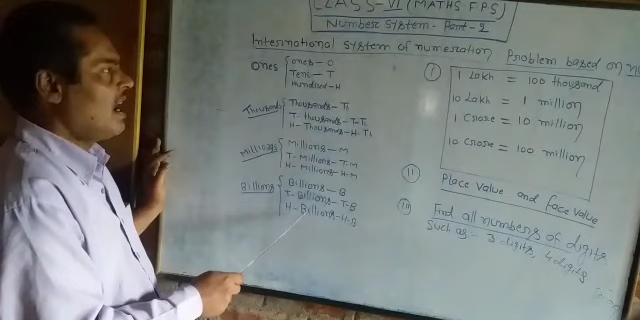 CLASS-VI (MATHS F.P.S)
Number System - Part-2
International system of numeration
Ones { Ones - O
Ten - T
Hundred - H
Thousands { Thousands - Th
T- thousands - T-Th
H- Thousands - H-Th
Millions { Millions - M
T- Millions - T-M
H- Millions - H-M
Billions { Billions - B
T- Billions - T-B
H- Billions - H-B
Problem based on
(I) 1 Lakh = 100 thousand
10 Lakh = 1 million
1 Crore = 10 million
10 Crore = 100 million
(II) Place value and face value
(III) Find all numbers of digits
such as - 3 digits, 4 digits